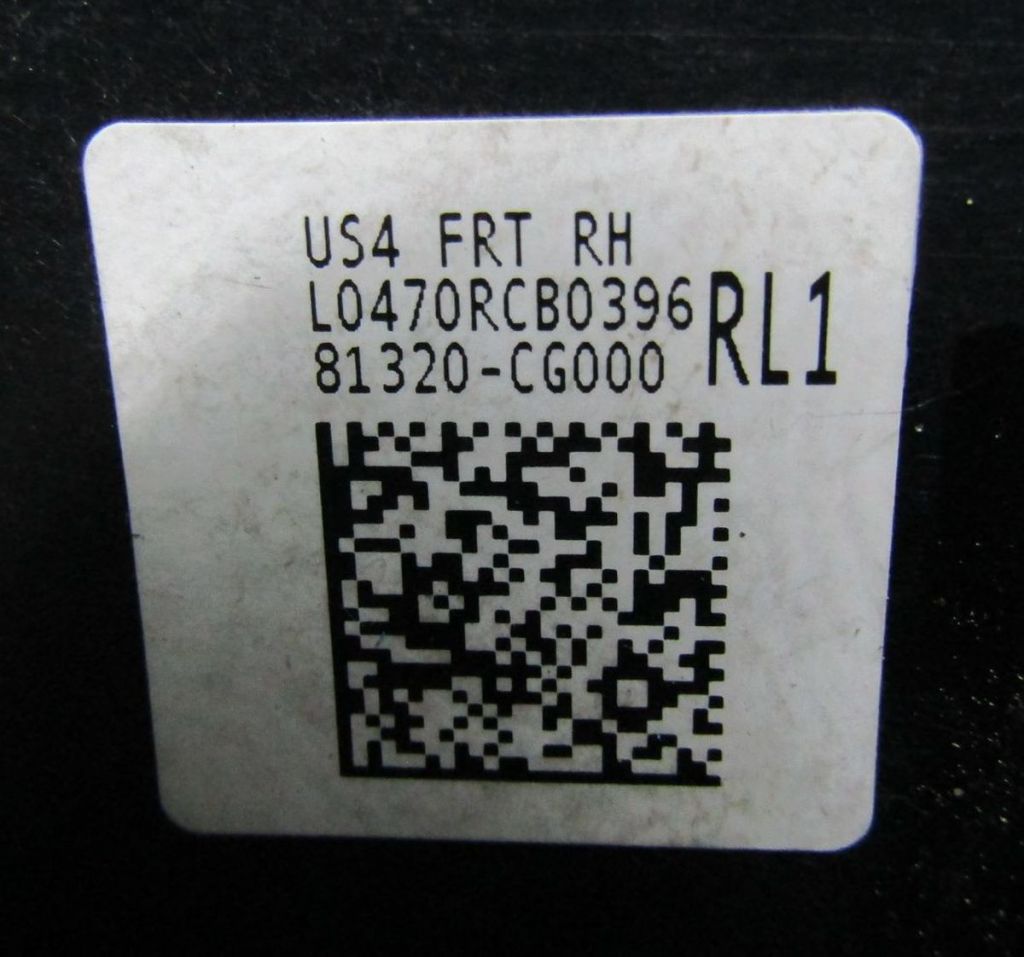 US4 FRT RH
L0470RCB0396
81320-CG000
RL1